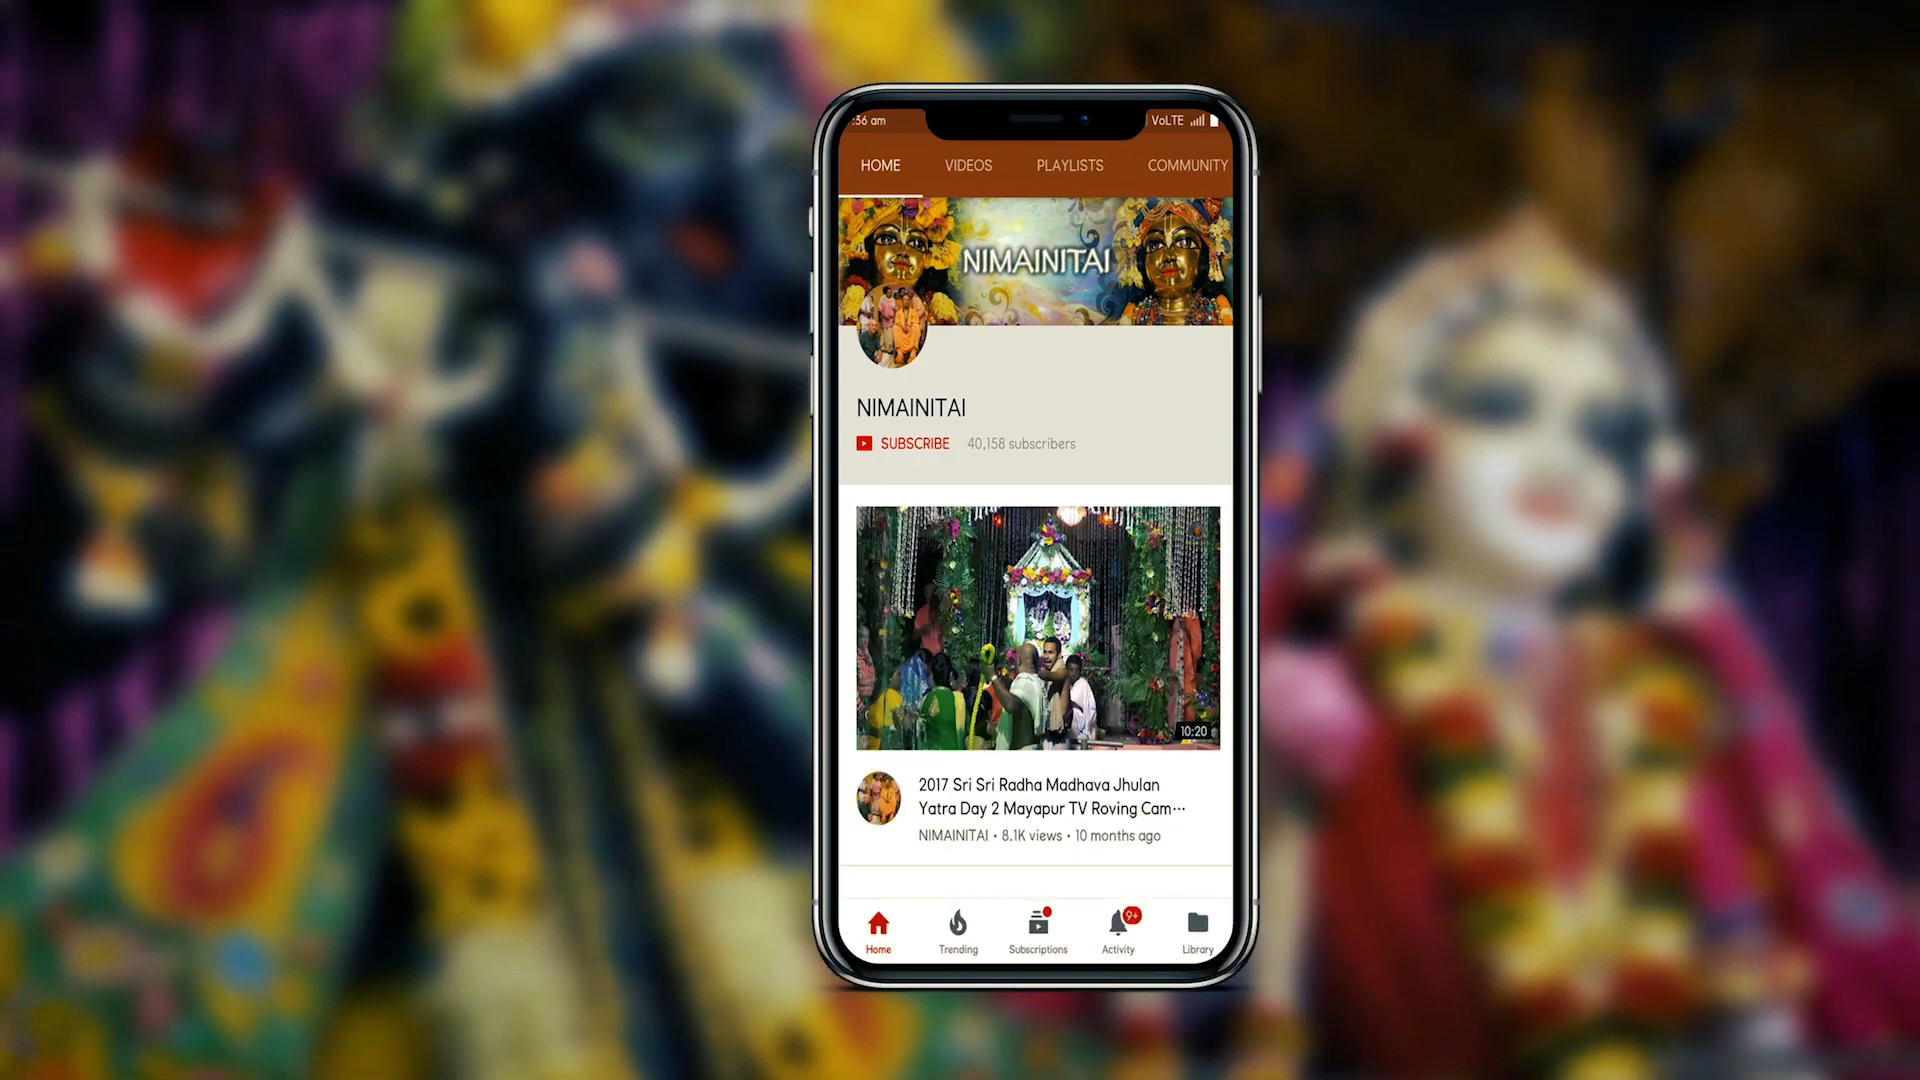 :36 am
VoLTE
HOME VIDEOS PLAYLISTS COMMUNITY
NIMAINITAI
NIMAINITAI
SUBSCRIBE 40,158 subscribers
10:20
2017 Sri Sri Radha Madhava Jhulan
Yatra Day 2 Mayapur TV Roving Cam...
NIMAINITAI • 8.1K views • 10 months ago
9+
Home Trending Subscriptions Activity Library